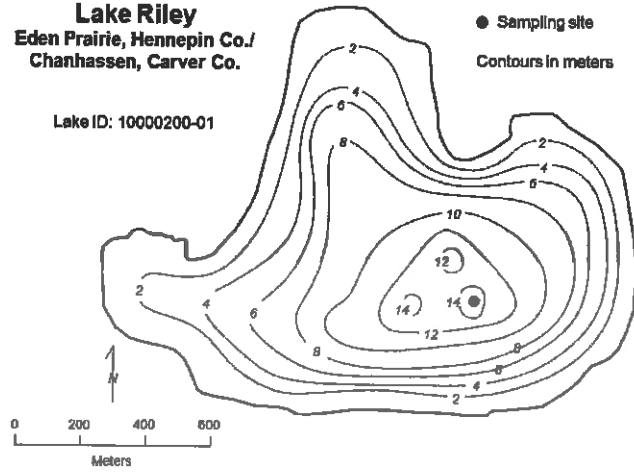 Lake Riley
Eden Prairie, Hennepin Co./
Chanhassen, Carver Co.
Lake ID: 10000200-01
Sampling site
Contours in meters
2
4
6
8
2
4
6
10
12
14
14
12
2
4
6
8
8
6
4
2
N
0 200 400 600
Meters